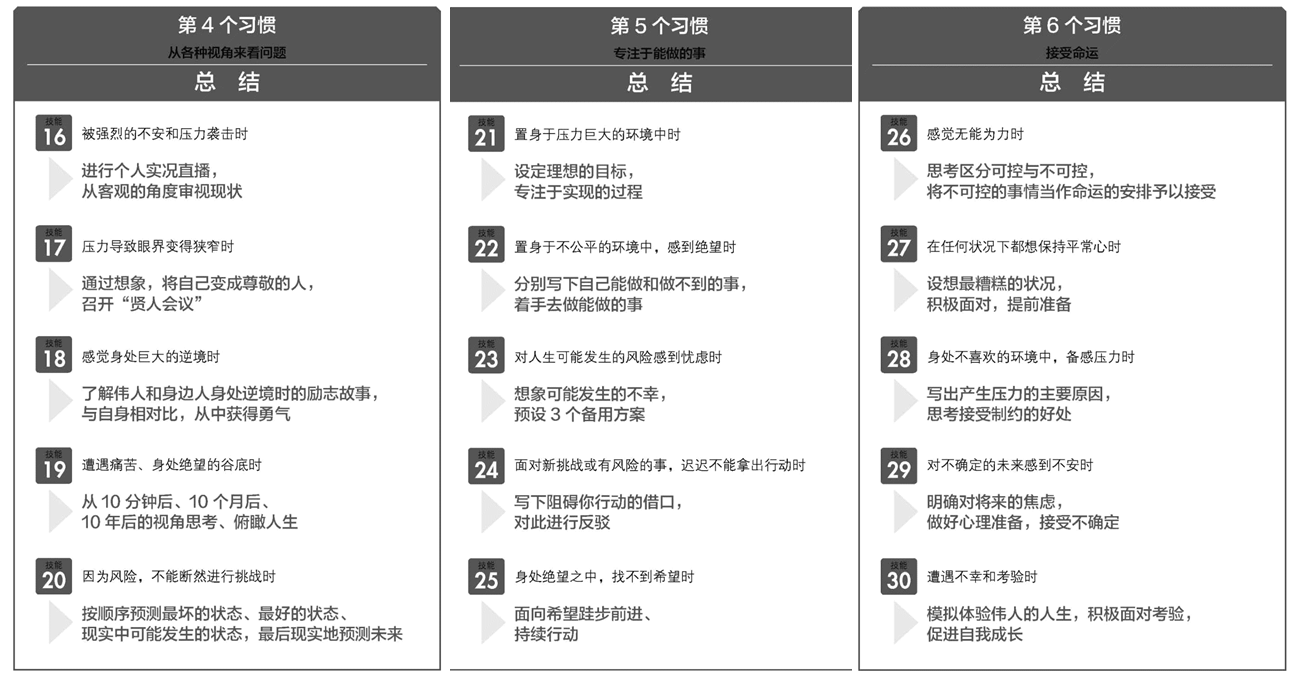 第 4 个习惯
从各种视角来看问题
总 结
技能
16
被强烈的不安和压力袭击时
进行个人实况直播，
从客观的角度审视现状
技能
17
压力导致眼界变得狭窄时
通过想象，将自己变成尊敬的人，
召开“贤人会议”
技能
18
感觉身处巨大的逆境时
了解伟人和身边人身处逆境时的励志故事，
与自身相对比，从中获得勇气
技能
19
遭遇痛苦、身处绝望的谷底时
从 10 分钟后、10 个月后、
10 年后的视角思考、俯瞰人生
技能
20
因为风险，不能断然进行挑战时
按顺序预测最坏的状态、最好的状态、
现实中可能发生的状态，最后现实地预测未来
第 5 个习惯
专注于能做的事
总 结
技能
21
置身于压力巨大的环境中时
设定理想的目标，
专注于实现的过程
技能
22
置身于不公平的环境中，感到绝望时
分别写下自己能做和做不到的事，
着手去做能做的事
技能
23
对人生可能发生的风险感到忧虑时
想象可能发生的不幸，
预设 3 个备用方案
技能
24
面对新挑战或有风险的事，迟迟不能拿出行动时
写下阻碍你行动的借口，
对此进行反驳
技能
25
身处绝望之中，找不到希望时
面向希望跬步前进、
持续行动
第 6 个习惯
接受命运
总 结
技能
26
感觉无能为力时
思考区分可控与不可控，
将不可控的事情当作命运的安排予以接受
技能
27
在任何状况下都想保持平常心时
设想最糟糕的状况，
积极面对，提前准备
技能
28
身处不喜欢的环境中，备感压力时
写出产生压力的主要原因，
思考接受制约的好处
技能
29
对不确定的未来感到不安时
明确对将来的焦虑，
做好心理准备，接受不确定
技能
30
遭遇不幸和考验时
模拟体验伟人的人生，积极面对考验，
促进自我成长